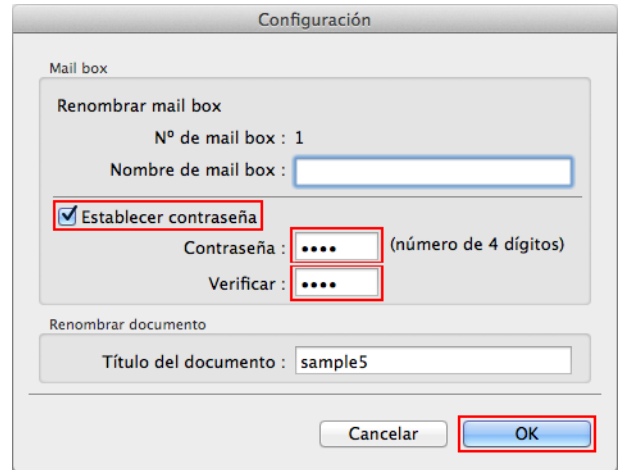 Configuración
Mail box
Renombrar mail box
Nº de mail box : 1
Nombre de mail box :
Establecer contraseña
Contraseña : •••• (número de 4 dígitos)
Verificar : ••••
Renombrar documento
Título del documento : sample5
Cancelar OK